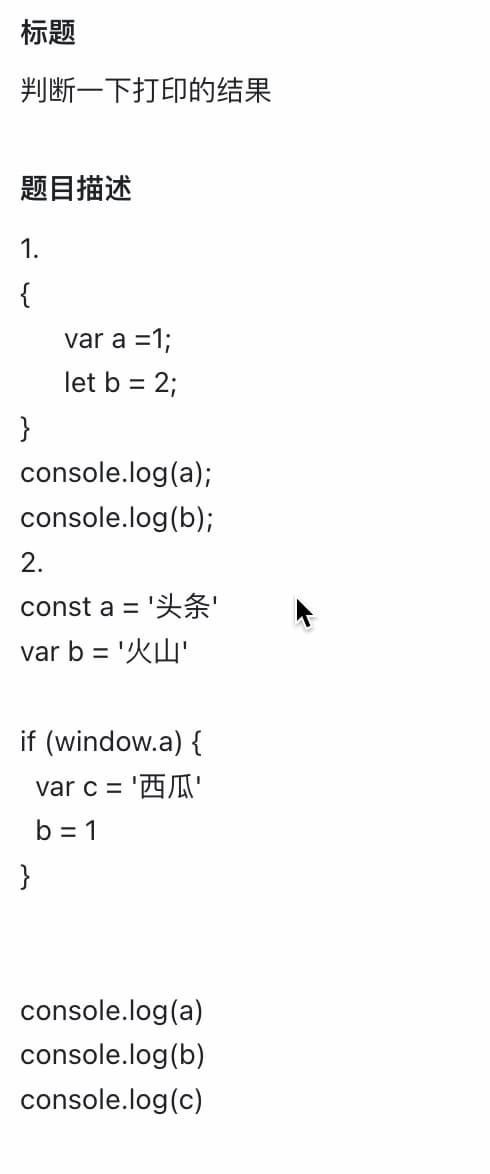 标题
判断一下打印的结果
题目描述
1.
{
var a =1;
let b = 2;
}
console.log(a);
console.log(b);
2.
const a = '头条'
var b = '火山'
if (window.a) {
var c = '西瓜'
b = 1
}
console.log(a)
console.log(b)
console.log(c)